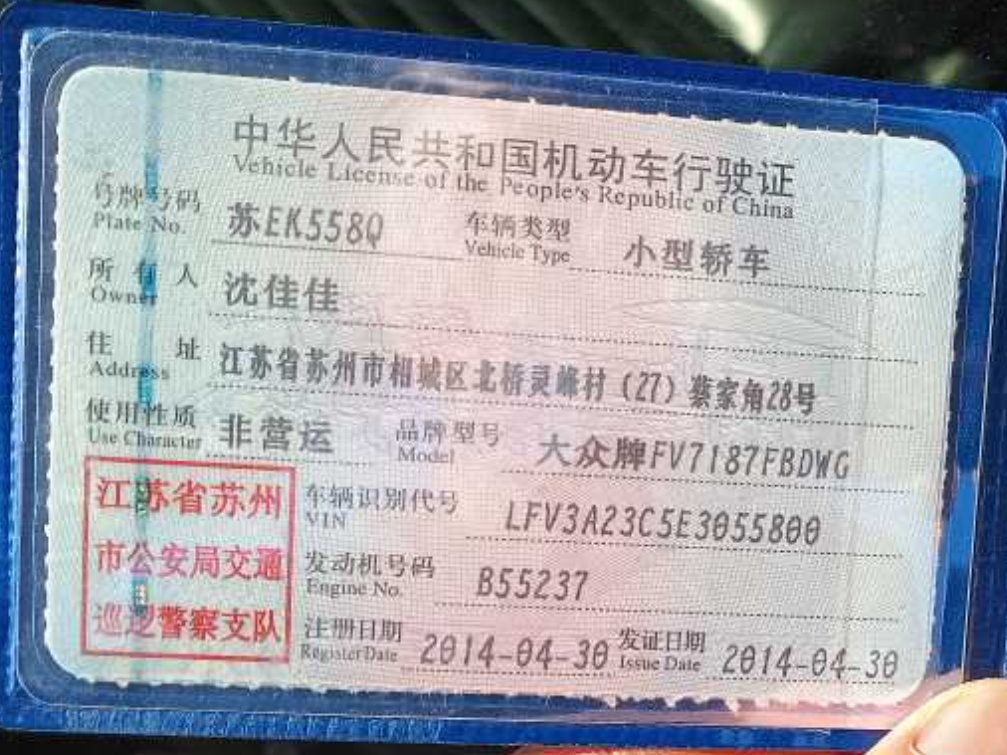 中华人民共和国机动车行驶证
Vehicle License of the People's Republic of China
号牌号码 苏EK558Q 车辆类型 小型轿车
Plate No. Vehicle Type
所有人 沈佳佳
Owner
住址 江苏省苏州市相城区北桥灵峰村（27）蔡家角28号
Address
使用性质 非营运 品牌型号 大众牌FV7187FBDWG
Use Character Model
江苏省苏州
市公安局交通
巡逻警察支队
车辆识别代号 LFV3A23C5E3055800
VIN
发动机号码 B55237
Engine No.
注册日期 2014-04-30 发证日期 2014-04-30
Register Date Issue Date